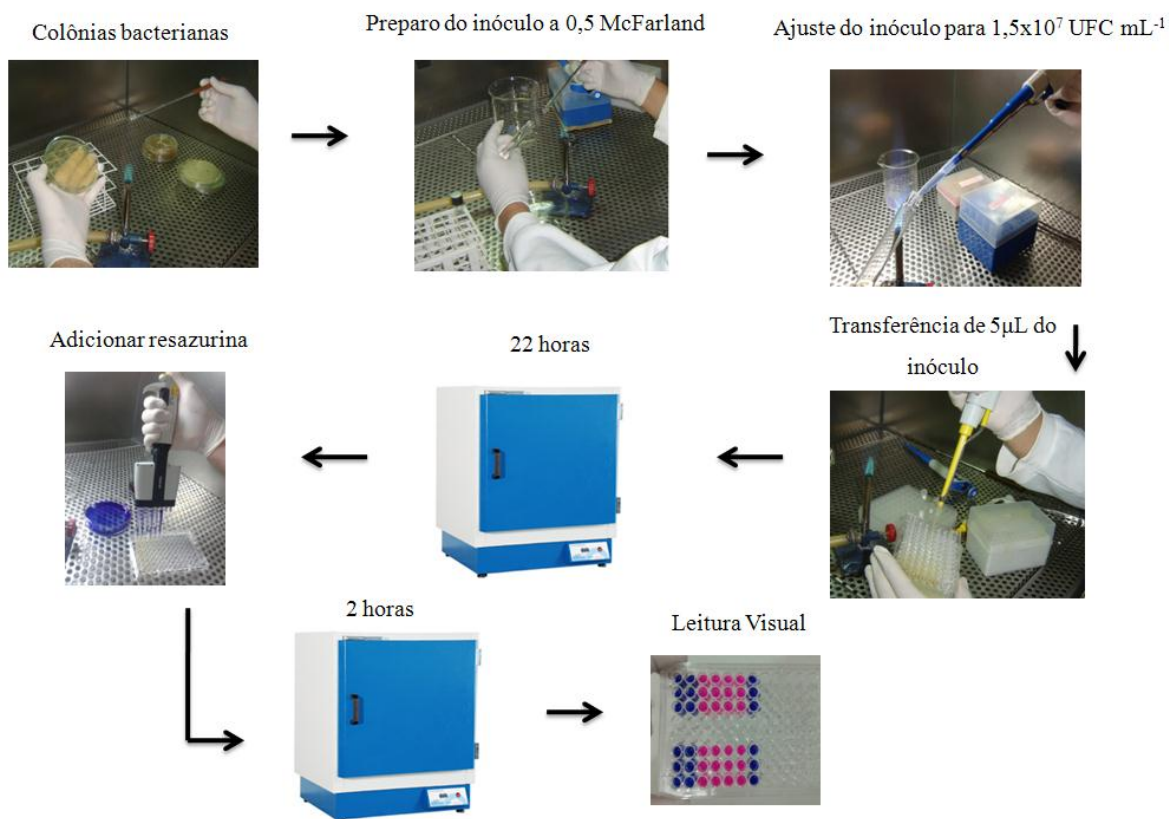 Colônias bacterianas
Preparo do inóculo a 0,5 McFarland
Ajuste do inóculo para 1,5x10⁷ UFC mL⁻¹
Transferência de 5µL do
inóculo
22 horas
Adicionar resazurina
2 horas
Leitura Visual